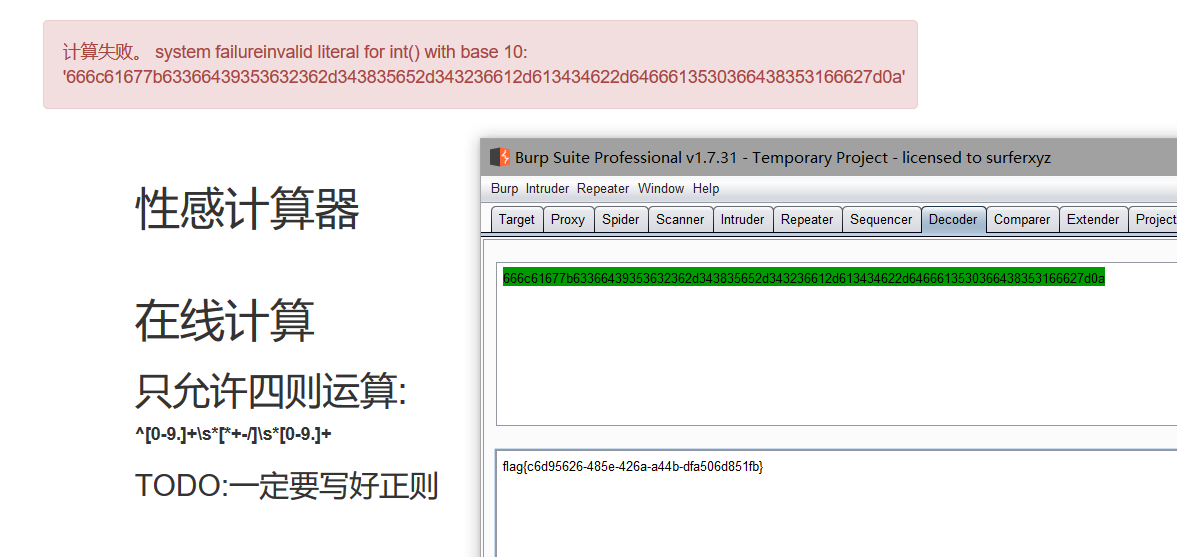 计算失败。 system failureinvalid literal for int() with base 10:
'666c61677b63366439353632362d343835652d343236612d613434622d6466613530366438353166627d0a'
性感计算器
在线计算
只允许四则运算:
^[0-9.]+\s*[*+-/]\s*[0-9.]+
TODO:一定要写好正则
Burp Suite Professional v1.7.31 - Temporary Project - licensed to surferxyz
Burp Intruder Repeater Window Help
Target Proxy Spider Scanner Intruder Repeater Sequencer Decoder Comparer Extender Project
666c61677b63366439353632362d343835652d343236612d613434622d6466613530366438353166627d0a
flag{c6d95626-485e-426a-a44b-dfa506d851fb}